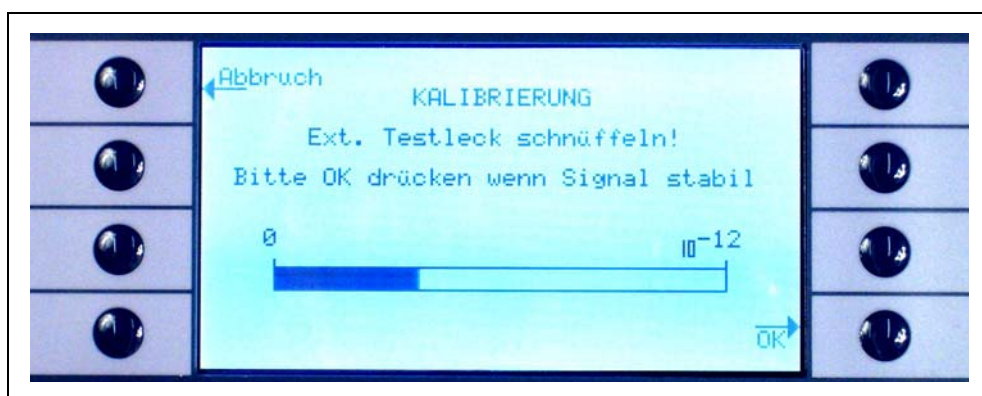 Abbruch
KALIBRIERUNG
Ext. Testleck schnüffeln!
Bitte OK drücken wenn Signal stabil
0 10⁻12
OK